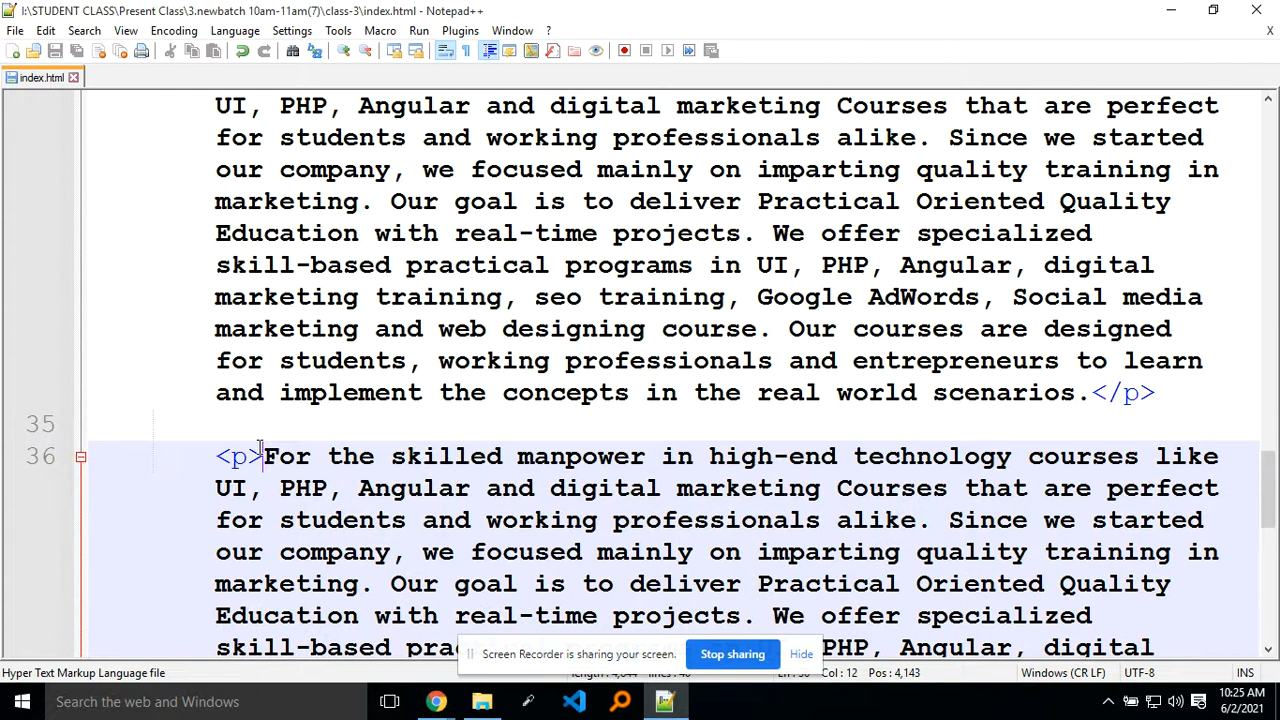 I:\STUDENT CLASS\Present Class\3.newbatch 10am-11am(7)\class-3\index.html - Notepad++
File Edit Search View Encoding Language Settings Tools Macro Run Plugins Window ? X
index.html
UI, PHP, Angular and digital marketing Courses that are perfect
for students and working professionals alike. Since we started
our company, we focused mainly on imparting quality training in
marketing. Our goal is to deliver Practical Oriented Quality
Education with real-time projects. We offer specialized
skill-based practical programs in UI, PHP, Angular, digital
marketing training, seo training, Google AdWords, Social media
marketing and web designing course. Our courses are designed
for students, working professionals and entrepreneurs to learn
and implement the concepts in the real world scenarios.</p>
35
36 <p>For the skilled manpower in high-end technology courses like
UI, PHP, Angular and digital marketing Courses that are perfect
for students and working professionals alike. Since we started
our company, we focused mainly on imparting quality training in
marketing. Our goal is to deliver Practical Oriented Quality
Education with real-time projects. We offer specialized
skill-based PHP, Angular, digital
Screen Recorder is sharing your screen. Stop sharing Hide
Hyper Text Markup Language file Col : 12 Pos : 4,143 Windows (CR LF) UTF-8 INS
Search the web and Windows
10:25 AM
6/2/2021